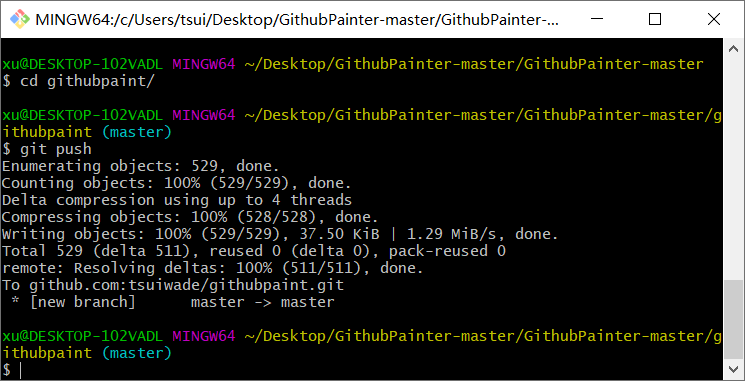 MINGW64:/c/Users/tsui/Desktop/GithubPainter-master/GithubPainter-...
xu@DESKTOP-102VADL MINGW64 ~/Desktop/GithubPainter-master/GithubPainter-master
$ cd githubpaint/
xu@DESKTOP-102VADL MINGW64 ~/Desktop/GithubPainter-master/GithubPainter-master/g
ithubpaint (master)
$ git push
Enumerating objects: 529, done.
Counting objects: 100% (529/529), done.
Delta compression using up to 4 threads
Compressing objects: 100% (528/528), done.
Writing objects: 100% (529/529), 37.50 KiB | 1.29 MiB/s, done.
Total 529 (delta 511), reused 0 (delta 0), pack-reused 0
remote: Resolving deltas: 100% (511/511), done.
To github.com:tsuiwade/githubpaint.git
 * [new branch]      master -> master
xu@DESKTOP-102VADL MINGW64 ~/Desktop/GithubPainter-master/GithubPainter-master/g
ithubpaint (master)
$